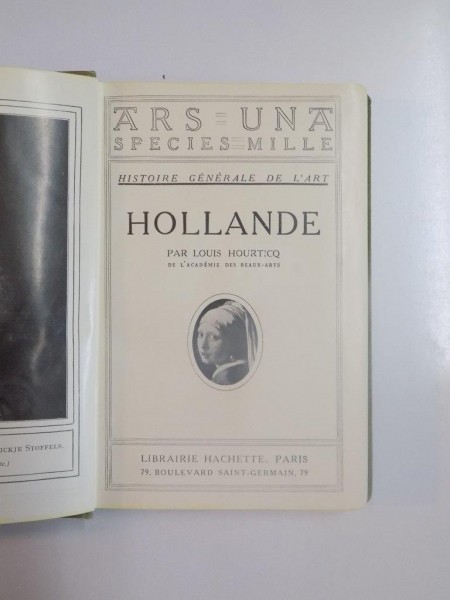 ARS UNA
SPECIES MILLE
HISTOIRE GÉNÉRALE DE L'ART
HOLLANDE
PAR LOUIS HOURTICQ
DE L'ACADÉMIE DES BEAUX-ARTS
LIBRAIRIE HACHETTE, PARIS
79, BOULEVARD SAINT-GERMAIN, 79
STOFFELS.